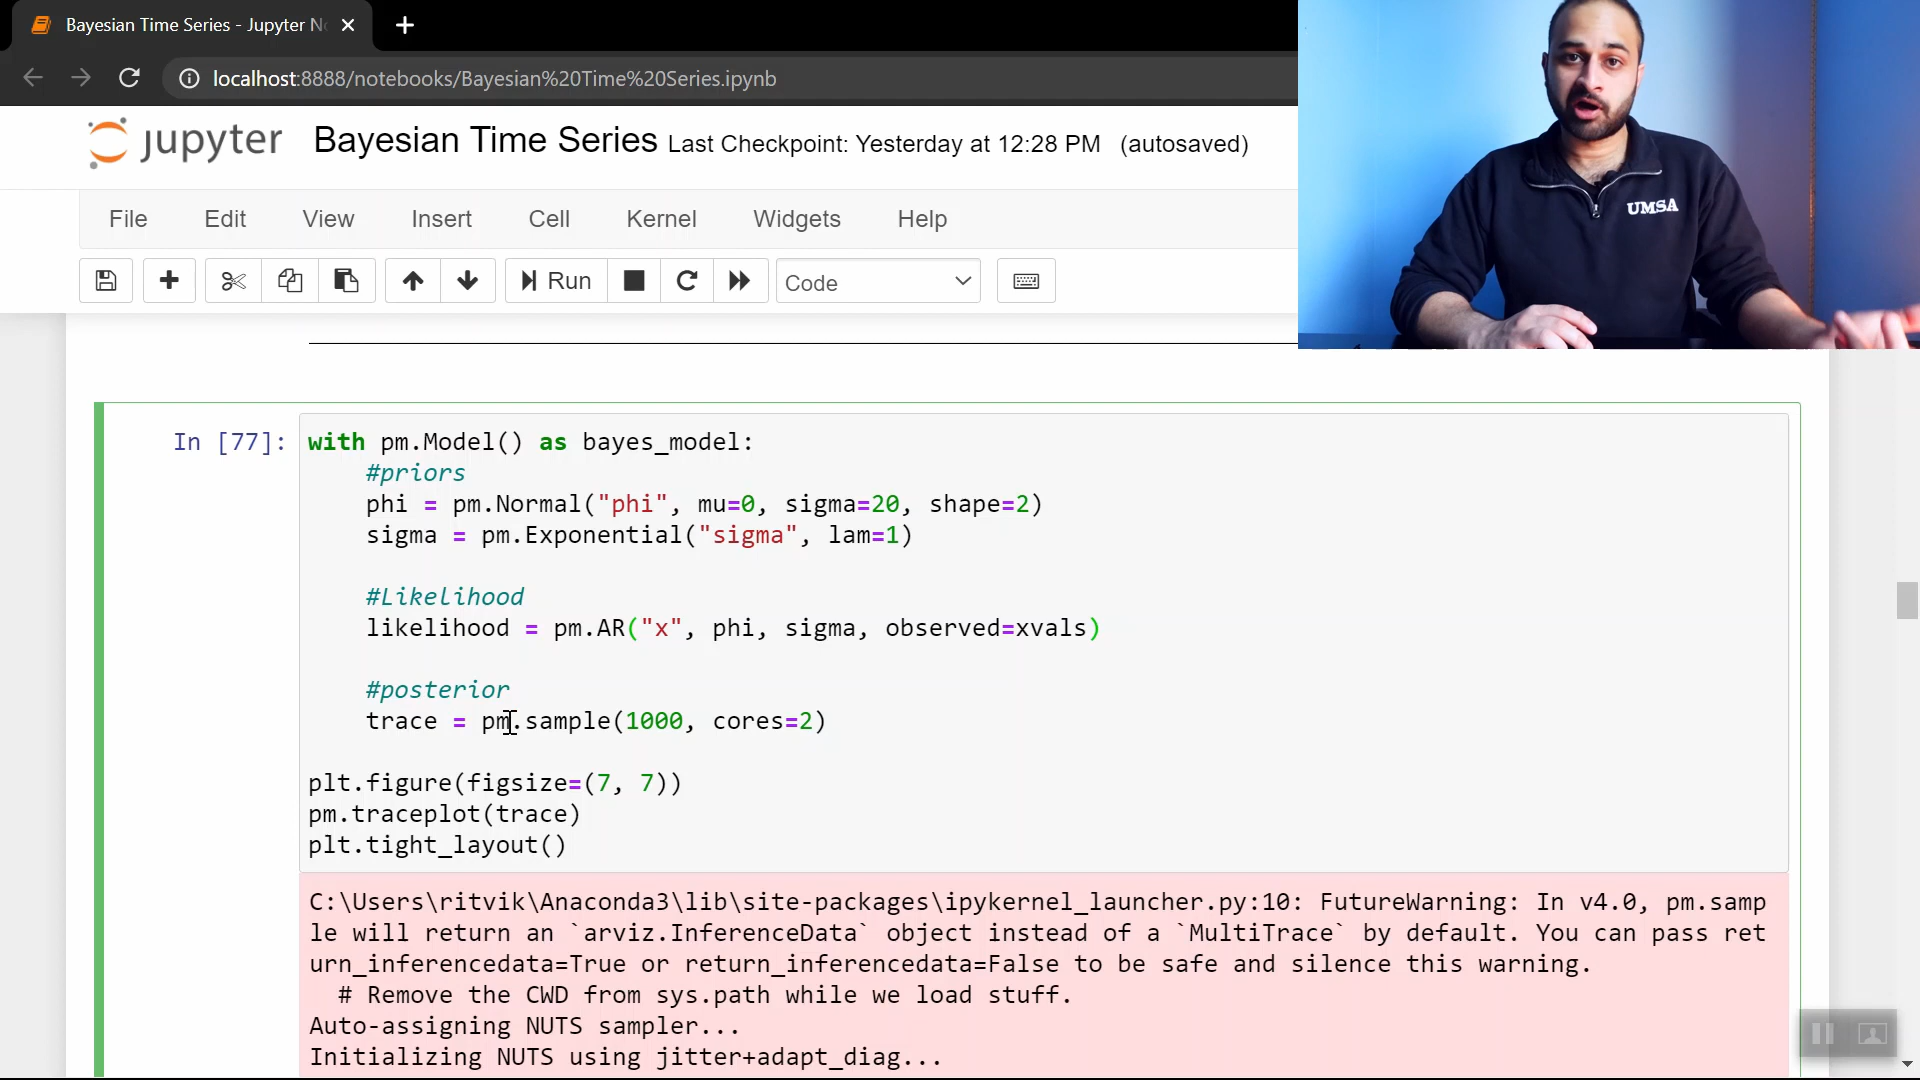 Bayesian Time Series - Jupyter No
localhost:8888/notebooks/Bayesian%20Time%20Series.ipynb
jupyter Bayesian Time Series Last Checkpoint: Yesterday at 12:28 PM (autosaved)
UMSA
File Edit View Insert Cell Kernel Widgets Help
Run Code
In [77]: with pm.Model() as bayes_model:
#priors
phi = pm.Normal("phi", mu=0, sigma=20, shape=2)
sigma = pm.Exponential("sigma", lam=1)
#Likelihood
likelihood = pm.AR("x", phi, sigma, observed=xvals)
#posterior
trace = pm.sample(1000, cores=2)
plt.figure(figsize=(7, 7))
pm.traceplot(trace)
plt.tight_layout()
C:\Users\ritvik\Anaconda3\lib\site-packages\ipykernel_launcher.py:10: FutureWarning: In v4.0, pm.samp
le will return an `arviz.InferenceData` object instead of a `MultiTrace` by default. You can pass ret
urn_inferencedata=True or return_inferencedata=False to be safe and silence this warning.
# Remove the CWD from sys.path while we load stuff.
Auto-assigning NUTS sampler...
Initializing NUTS using jitter+adapt_diag...